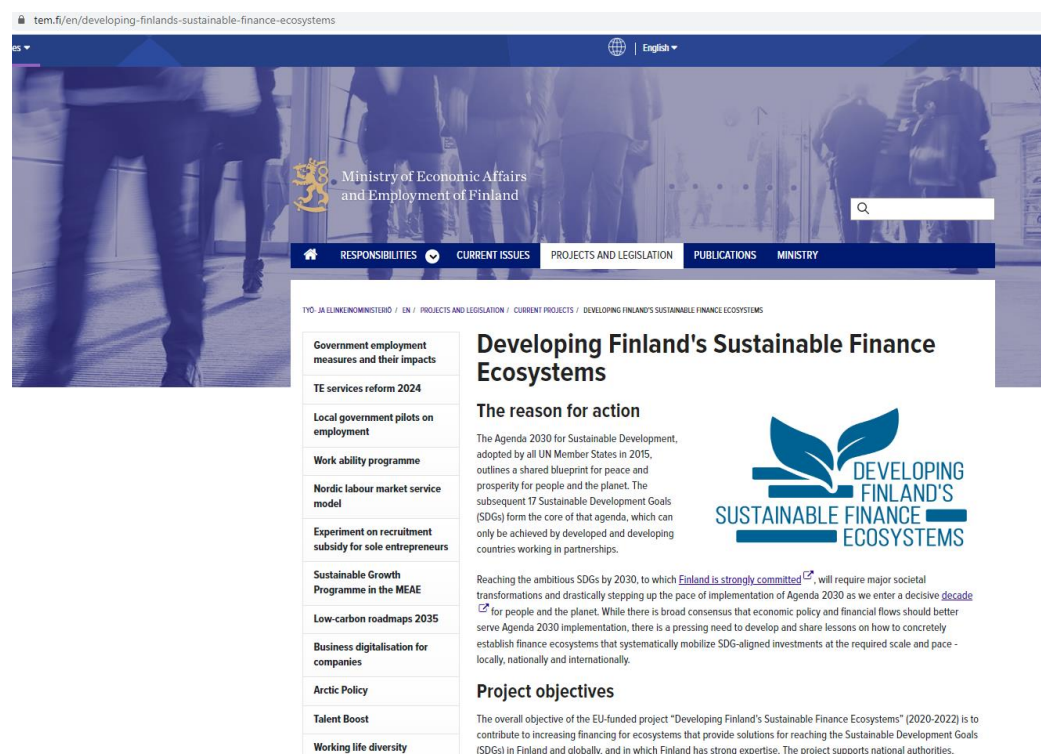 tem.fi/en/developing-finlands-sustainable-finance-ecosystems
es
English
Ministry of Economic Affairs
and Employment of Finland
RESPONSIBILITIES CURRENT ISSUES PROJECTS AND LEGISLATION PUBLICATIONS MINISTRY
TYÖ- JA ELINKEINOMINISTERIÖ / EN / PROJECTS AND LEGISLATION / CURRENT PROJECTS / DEVELOPING FINLAND'S SUSTAINABLE FINANCE ECOSYSTEMS
Government employment
measures and their impacts
TE services reform 2024
Local government pilots on
employment
Work ability programme
Nordic labour market service
model
Experiment on recruitment
subsidy for sole entrepreneurs
Sustainable Growth
Programme in the MEAE
Low-carbon roadmaps 2035
Business digitalisation for
companies
Arctic Policy
Talent Boost
Working life diversity
Developing Finland's Sustainable Finance
Ecosystems
The reason for action
The Agenda 2030 for Sustainable Development,
adopted by all UN Member States in 2015,
outlines a shared blueprint for peace and
prosperity for people and the planet. The
subsequent 17 Sustainable Development Goals
(SDGs) form the core of that agenda, which can
only be achieved by developed and developing
countries working in partnerships.
DEVELOPING
FINLAND'S
SUSTAINABLE FINANCE
ECOSYSTEMS
Reaching the ambitious SDGs by 2030, to which Finland is strongly committed, will require major societal
transformations and drastically stepping up the pace of implementation of Agenda 2030 as we enter a decisive decade
for people and the planet. While there is broad consensus that economic policy and financial flows should better
serve Agenda 2030 implementation, there is a pressing need to develop and share lessons on how to concretely
establish finance ecosystems that systematically mobilize SDG-aligned investments at the required scale and pace -
locally, nationally and internationally.
Project objectives
The overall objective of the EU-funded project "Developing Finland's Sustainable Finance Ecosystems" (2020-2022) is to
contribute to increasing financing for ecosystems that provide solutions for reaching the Sustainable Development Goals
(SDGs) in Finland and globally, and in which Finland has strong expertise. The project supports national authorities,